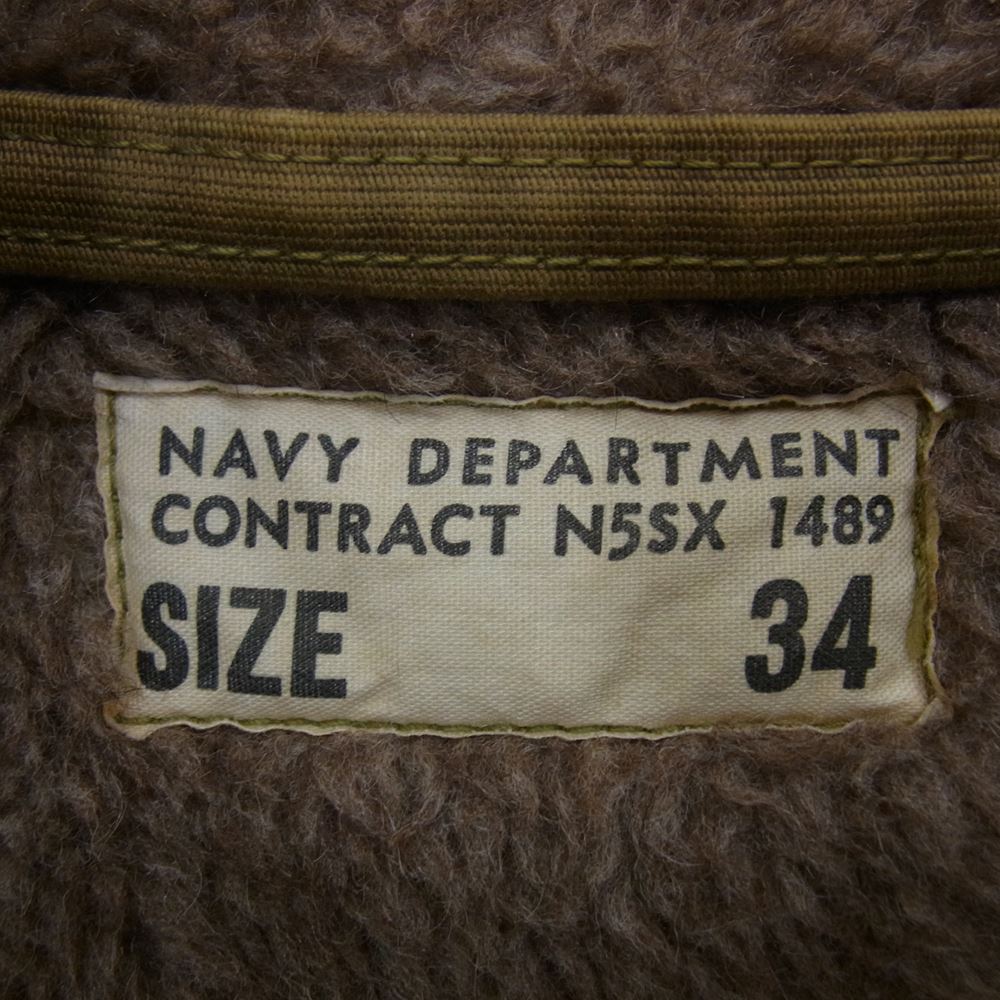 NAVY DEPARTMENT
CONTRACT N5SX 1489
SIZE 34